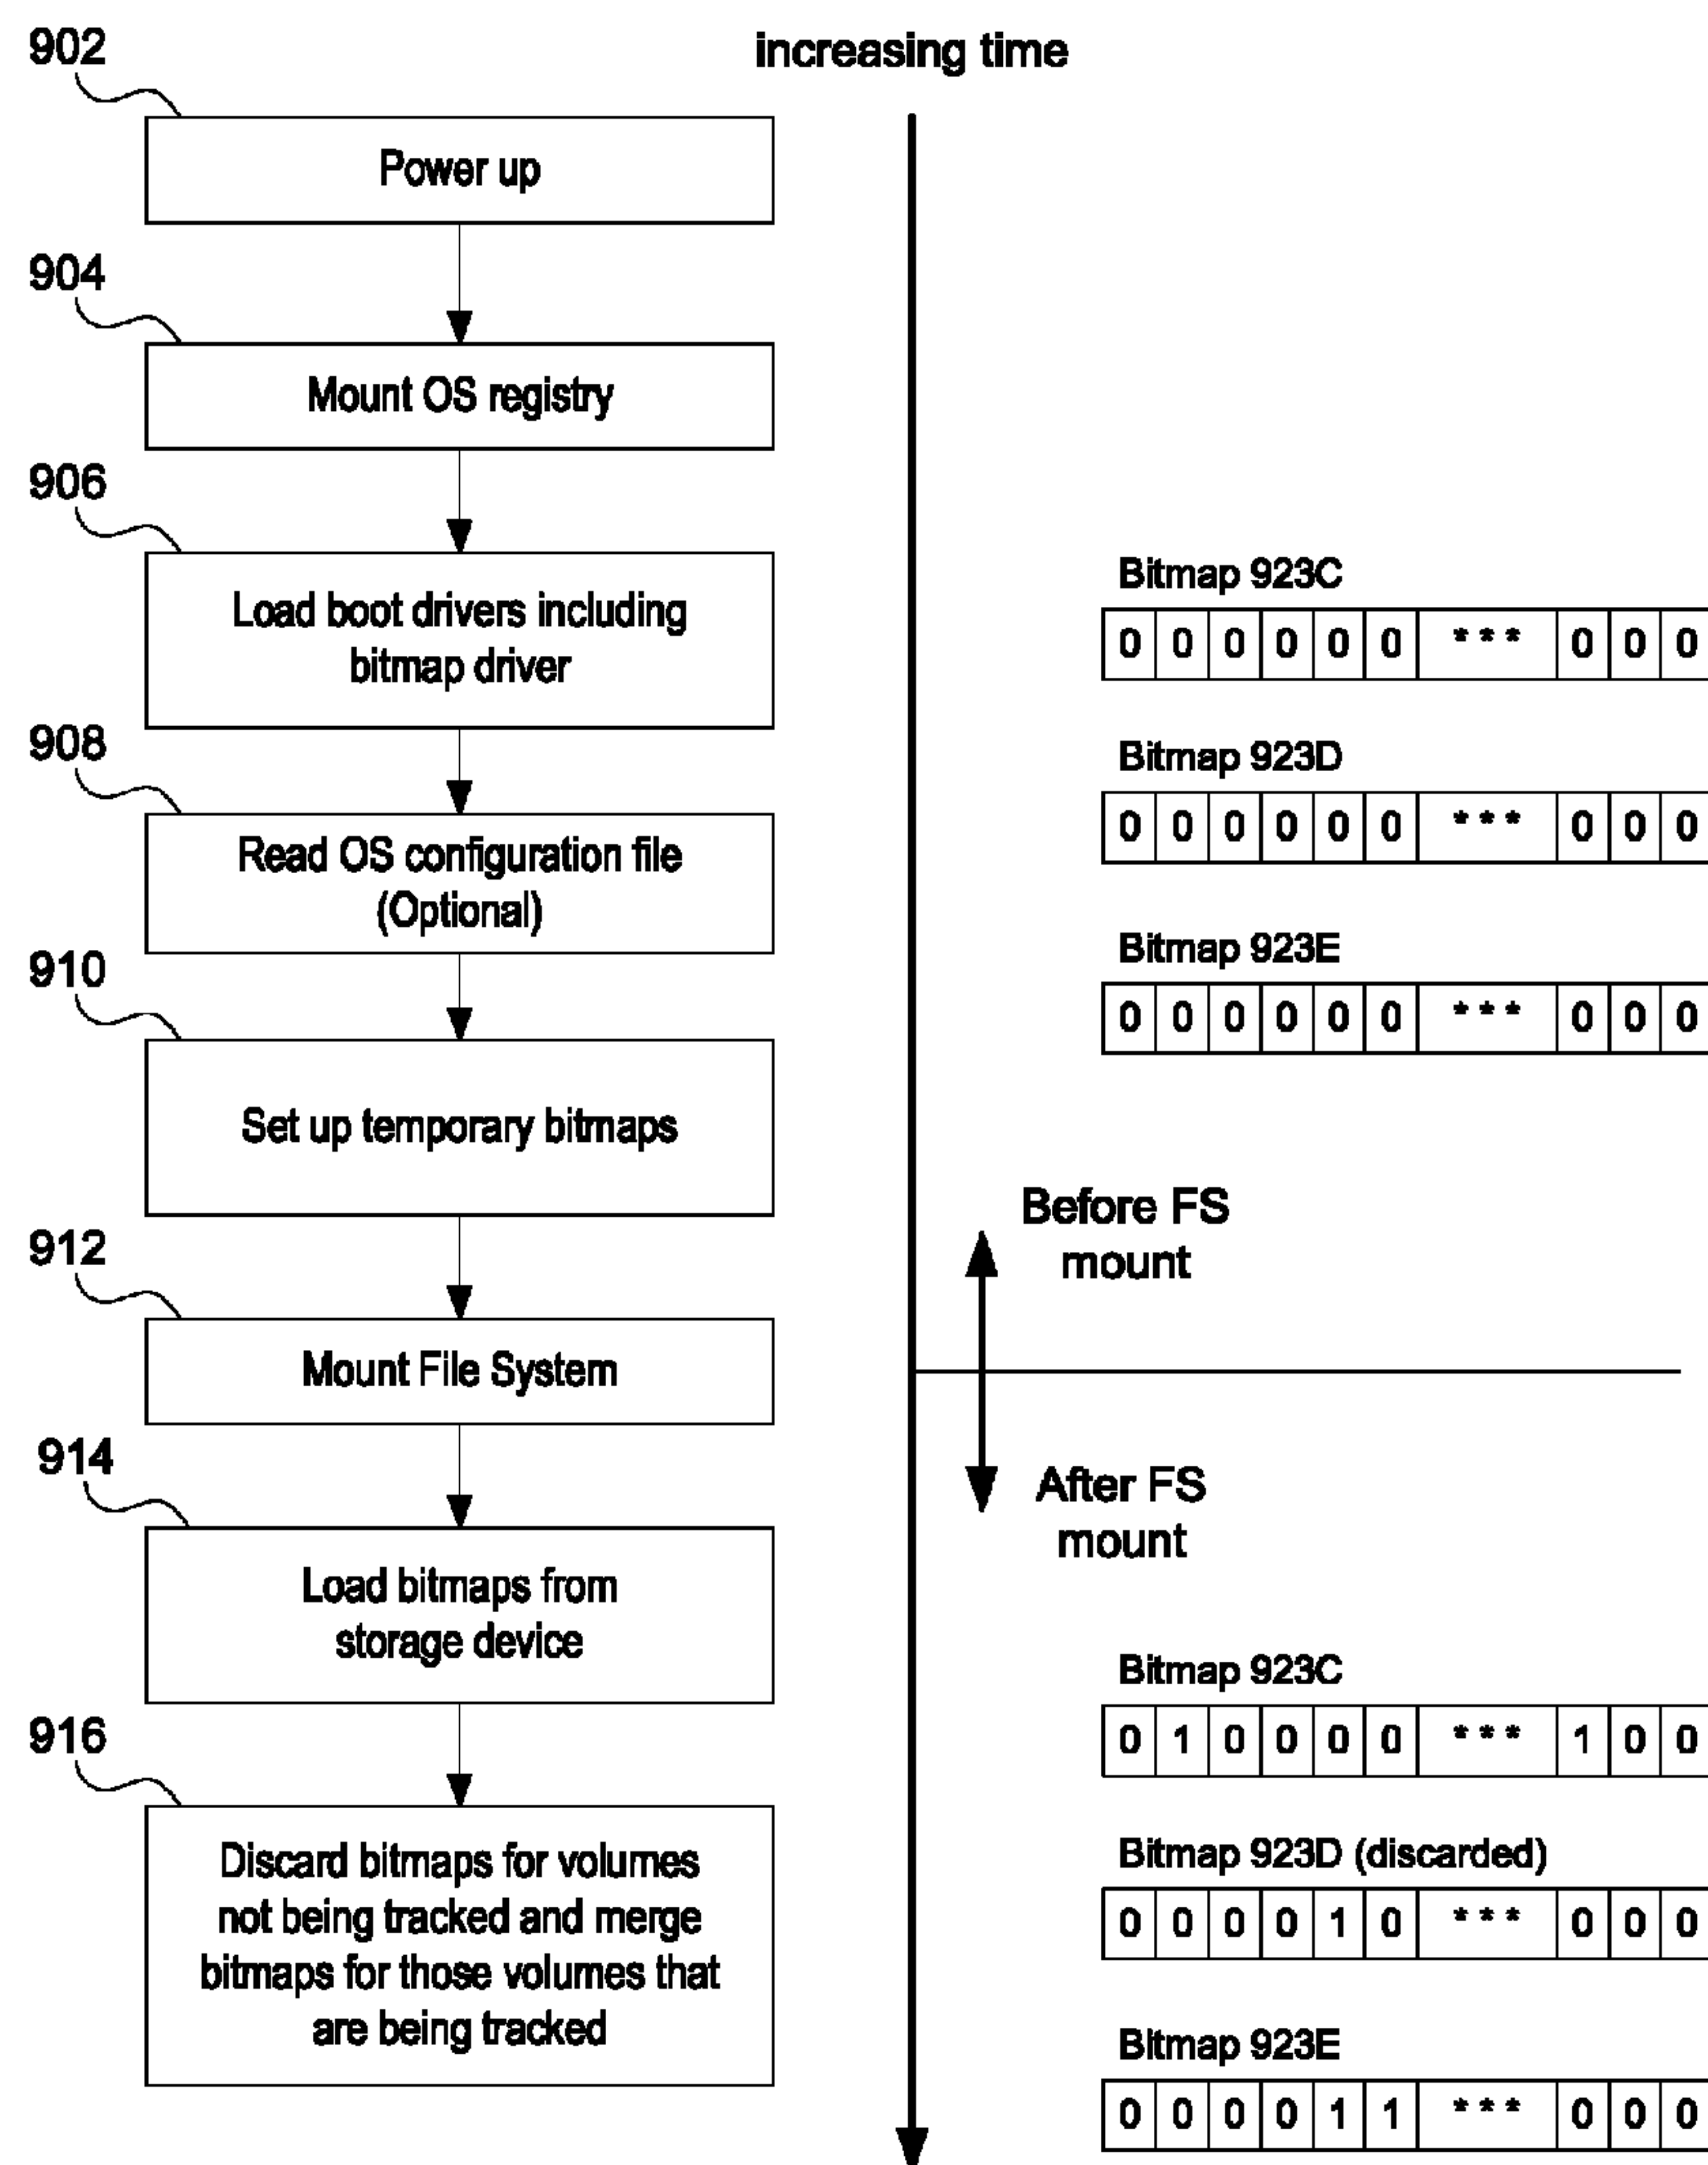 902
increasing time
Power up
904
Mount OS registry
906
Load boot drivers including
bitmap driver
Bitmap 923C
0 0 0 0 0 0 *** 0 0 0
908
Bitmap 923D
0 0 0 0 0 0 *** 0 0 0
Read OS configuration file
(Optional)
910
Bitmap 923E
0 0 0 0 0 0 *** 0 0 0
Set up temporary bitmaps
912
Before FS
mount
Mount File System
914
After FS
mount
Load bitmaps from
storage device
916
Bitmap 923C
0 1 0 0 0 0 *** 1 0 0
Discard bitmaps for volumes
not being tracked and merge
bitmaps for those volumes that
are being tracked
Bitmap 923D (discarded)
0 0 0 0 1 0 *** 0 0 0
Bitmap 923E
0 0 0 0 1 1 *** 0 0 0